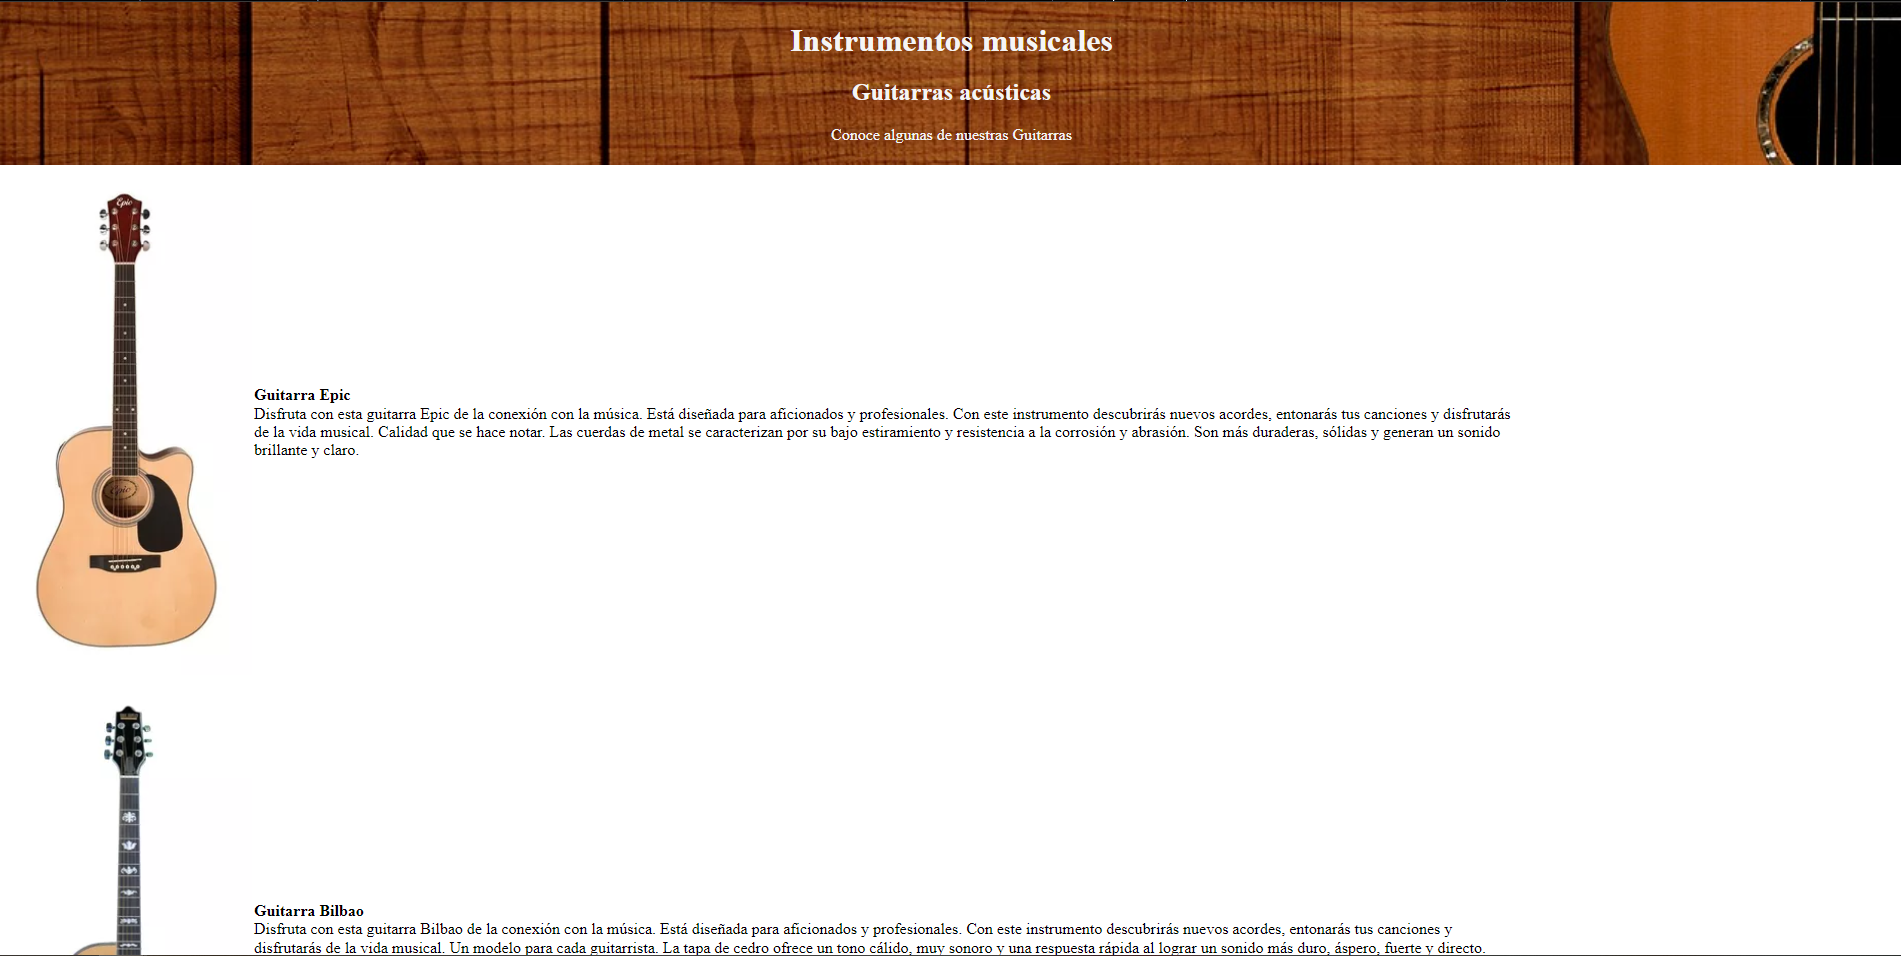 Instrumentos musicales
Guitarras acústicas
Conoce algunas de nuestras Guitarras
Epic
Guitarra Epic
Disfruta con esta guitarra Epic de la conexión con la música. Está diseñada para aficionados y profesionales. Con este instrumento descubrirás nuevos acordes, entonarás tus canciones y disfrutarás
de la vida musical. Calidad que se hace notar. Las cuerdas de metal se caracterizan por su bajo estiramiento y resistencia a la corrosión y abrasión. Son más duraderas, sólidas y generan un sonido
brillante y claro.
Epic
Guitarra Bilbao
Disfruta con esta guitarra Bilbao de la conexión con la música. Está diseñada para aficionados y profesionales. Con este instrumento descubrirás nuevos acordes, entonarás tus canciones y
disfrutarás de la vida musical. Un modelo para cada guitarrista. La tapa de cedro ofrece un tono cálido, muy sonoro y una respuesta rápida al lograr un sonido más duro, áspero, fuerte y directo.